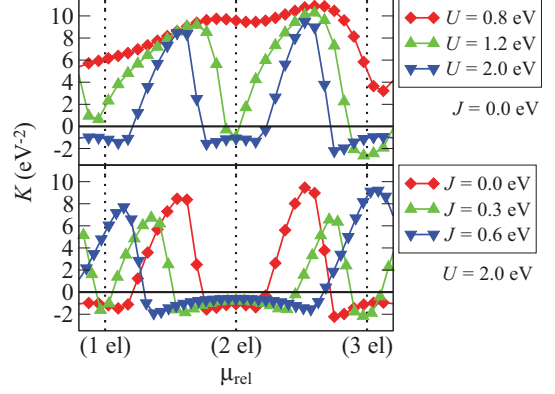 10
8
6
4
2
0
-2
K (eV⁻²)
10
8
6
4
2
0
-2
(1 el)
(2 el)
(3 el)
μrel
U = 0.8 eV
U = 1.2 eV
U = 2.0 eV
J = 0.0 eV
J = 0.0 eV
J = 0.3 eV
J = 0.6 eV
U = 2.0 eV